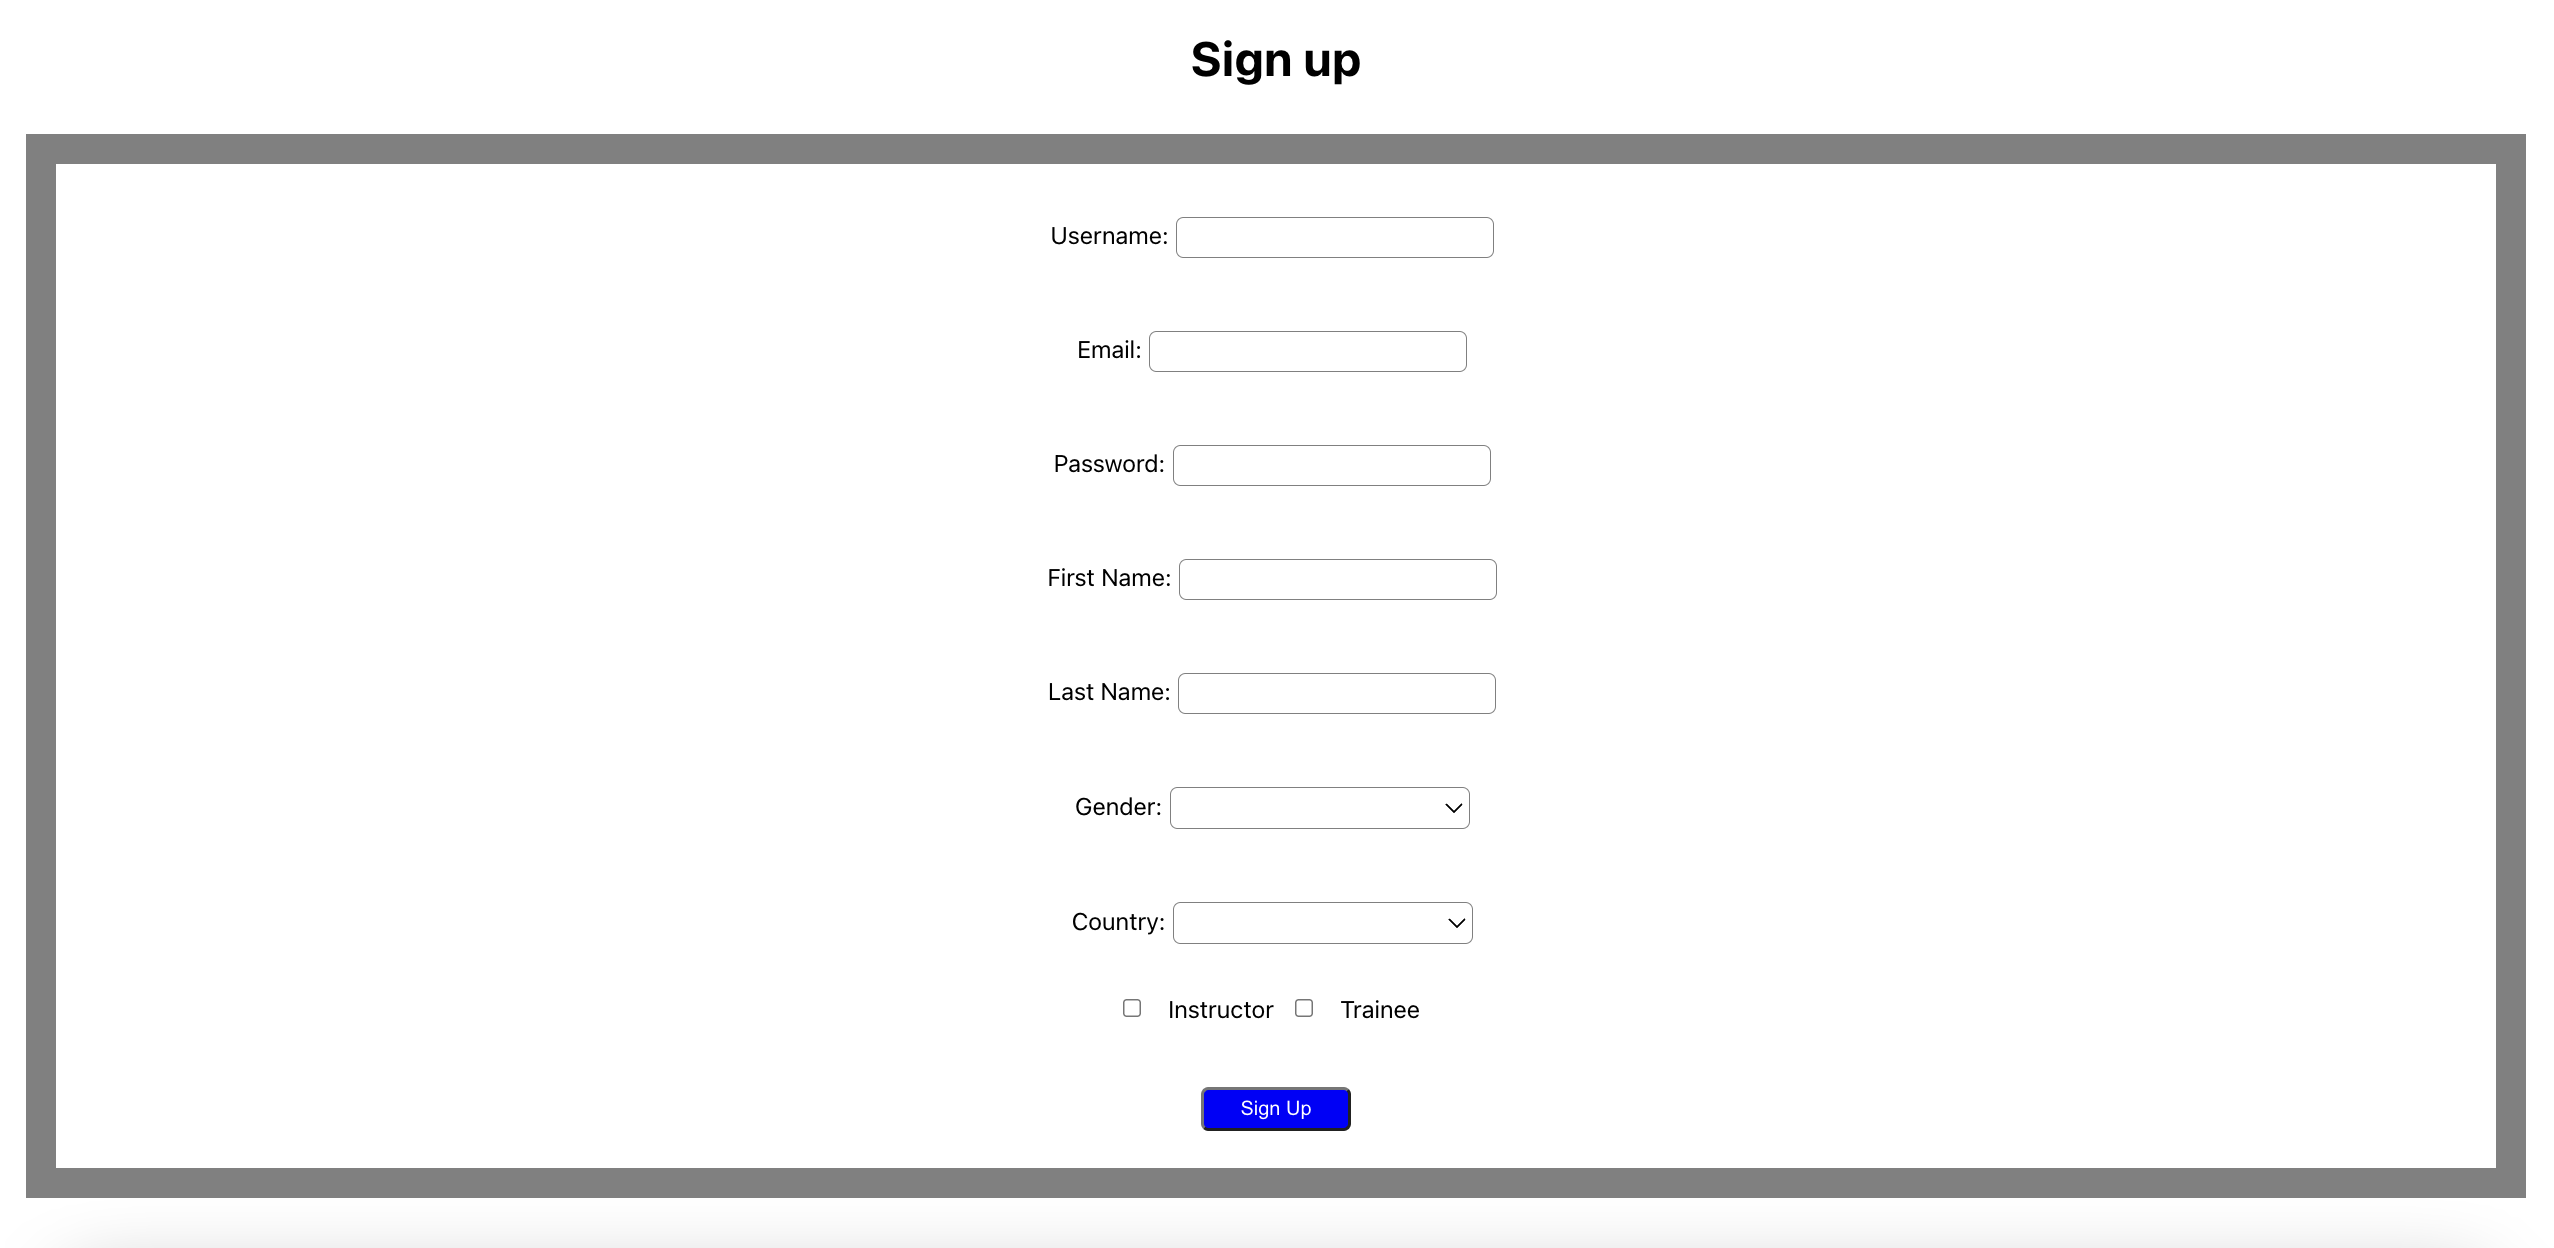 Sign up
Username:
Email:
Password:
First Name:
Last Name:
Gender:
Country:
Instructor Trainee
Sign Up